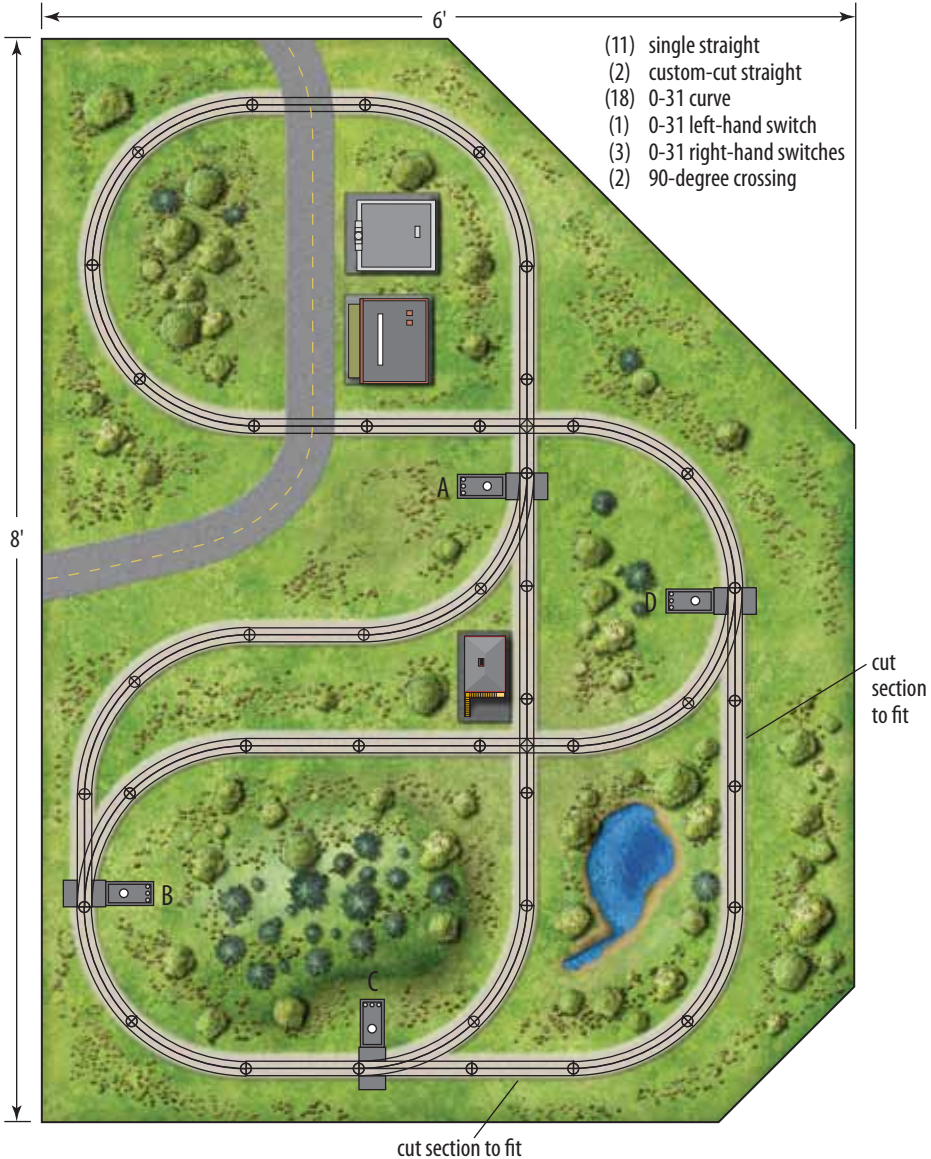 6'
(11) single straight
(2) custom-cut straight
(18) 0-31 curve
(1) 0-31 left-hand switch
(3) 0-31 right-hand switches
(2) 90-degree crossing
A
8'
D
cut
section
to fit
B
C
cut section to fit